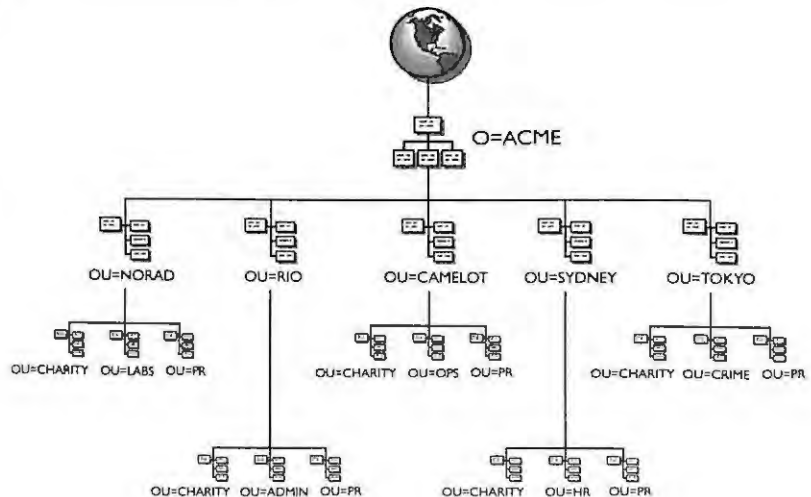 O=ACME
OU=NORAD OU=RIO OU=CAMELOT OU=SYDNEY OU=TOKYO
OU=CHARITY OU=LABS OU=PR OU=CHARITY OU=OPS OU=PR OU=CHARITY OU=CRIME OU=PR
OU=CHARITY OU=ADMIN OU=PR OU=CHARITY OU=HR OU=PR